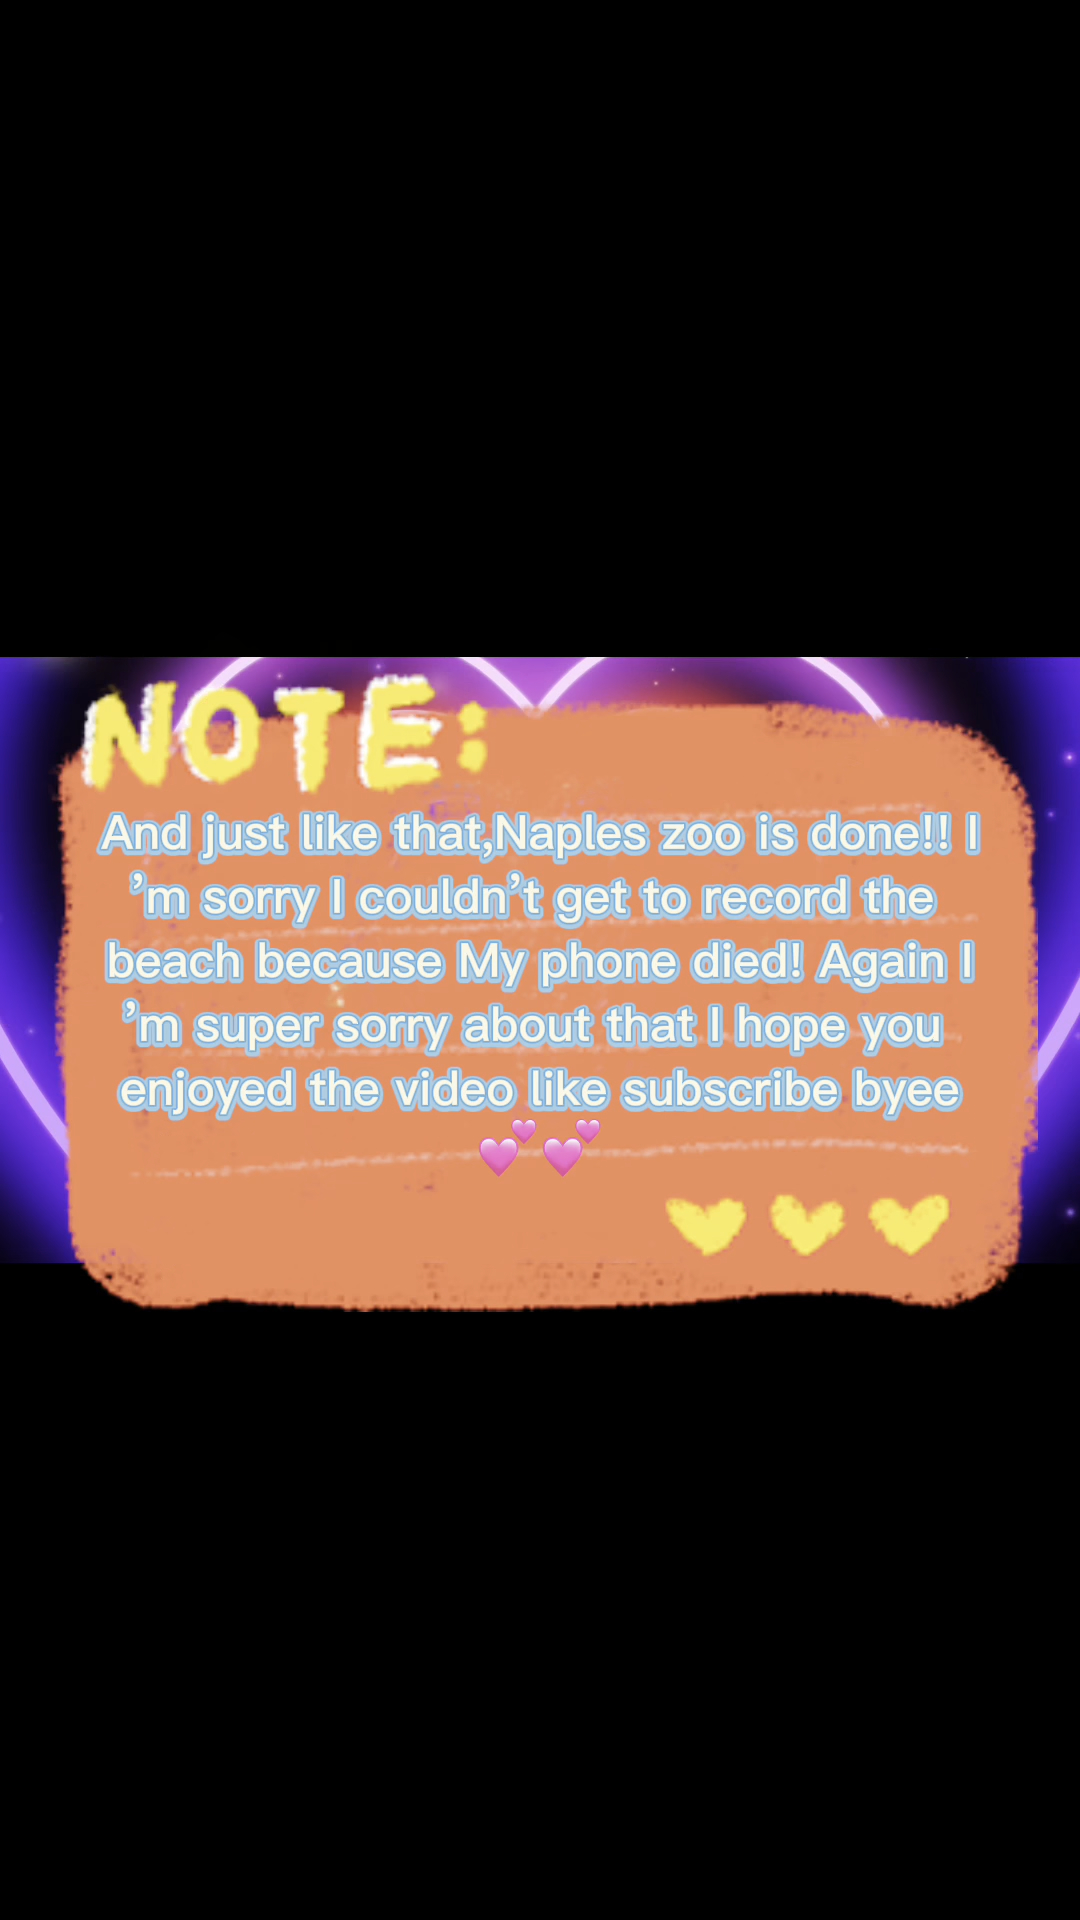 NOTE:
And just like that,Naples zoo is done!! I
’m sorry I couldn’t get to record the
beach because My phone died! Again I
’m super sorry about that I hope you
enjoyed the video like subscribe byee
💕💕